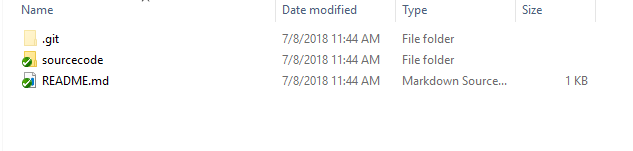 Name Date modified Type Size
.git 7/8/2018 11:44 AM File folder
sourcecode 7/8/2018 11:44 AM File folder
README.md 7/8/2018 11:44 AM Markdown Source... 1 KB